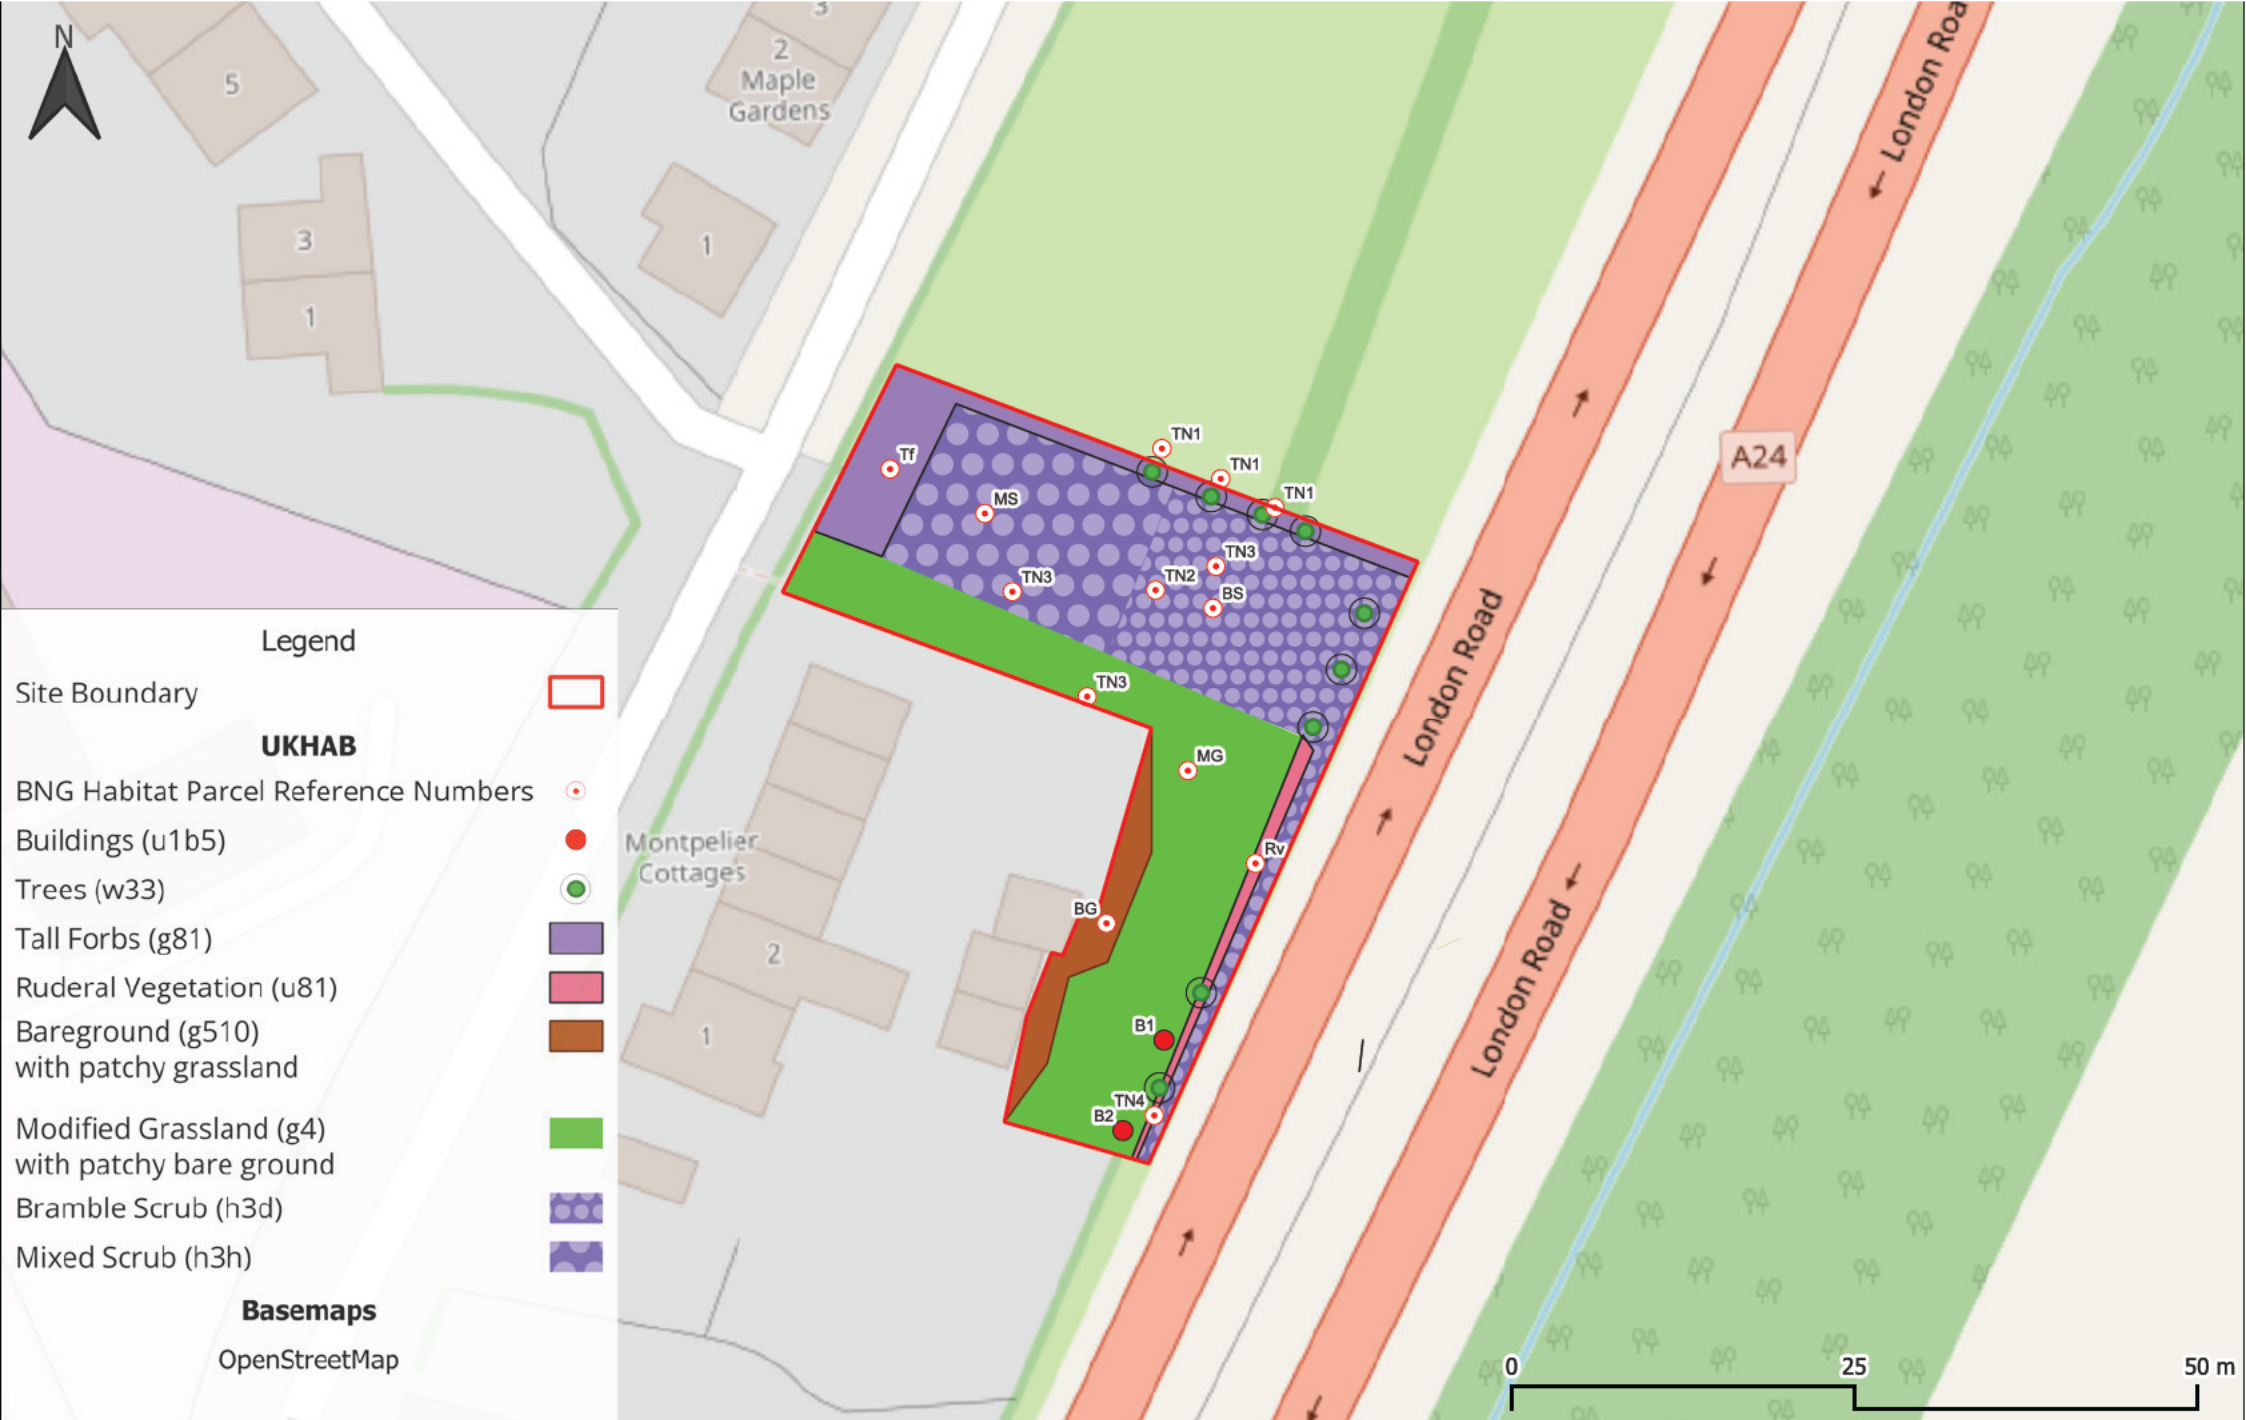 N
5
3
2
Maple
Gardens
1
3
1
London Roa
London Road
London Road
A24
Tf
MS
TN1
TN1
TN1
TN3
TN2
BS
TN3
TN3
MG
Rv
BG
B1
TN4
B2
Montpelier
Cottages
2
1
Legend
Site Boundary
UKHAB
BNG Habitat Parcel Reference Numbers
Buildings (u1b5)
Trees (w33)
Tall Forbs (g81)
Ruderal Vegetation (u81)
Bareground (g510)
with patchy grassland
Modified Grassland (g4)
with patchy bare ground
Bramble Scrub (h3d)
Mixed Scrub (h3h)
Basemaps
OpenStreetMap
0 25 50 m